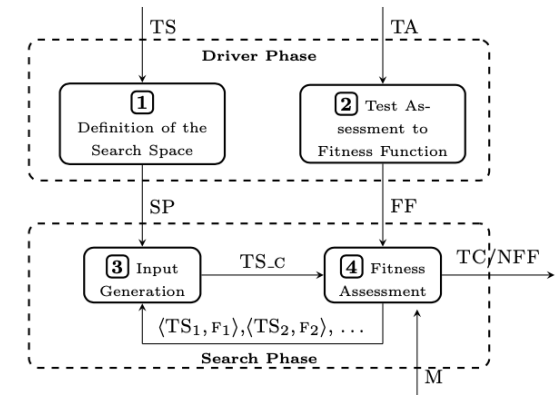 TS
TA
Driver Phase
1
Definition of the
Search Space
2 Test As-
sessment to
Fitness Function
SP
FF
3 Input
Generation
TS_C
4 Fitness
Assessment
TC/NFF
⟨TS₁, F₁⟩,⟨TS₂, F₂⟩, ...
Search Phase
M